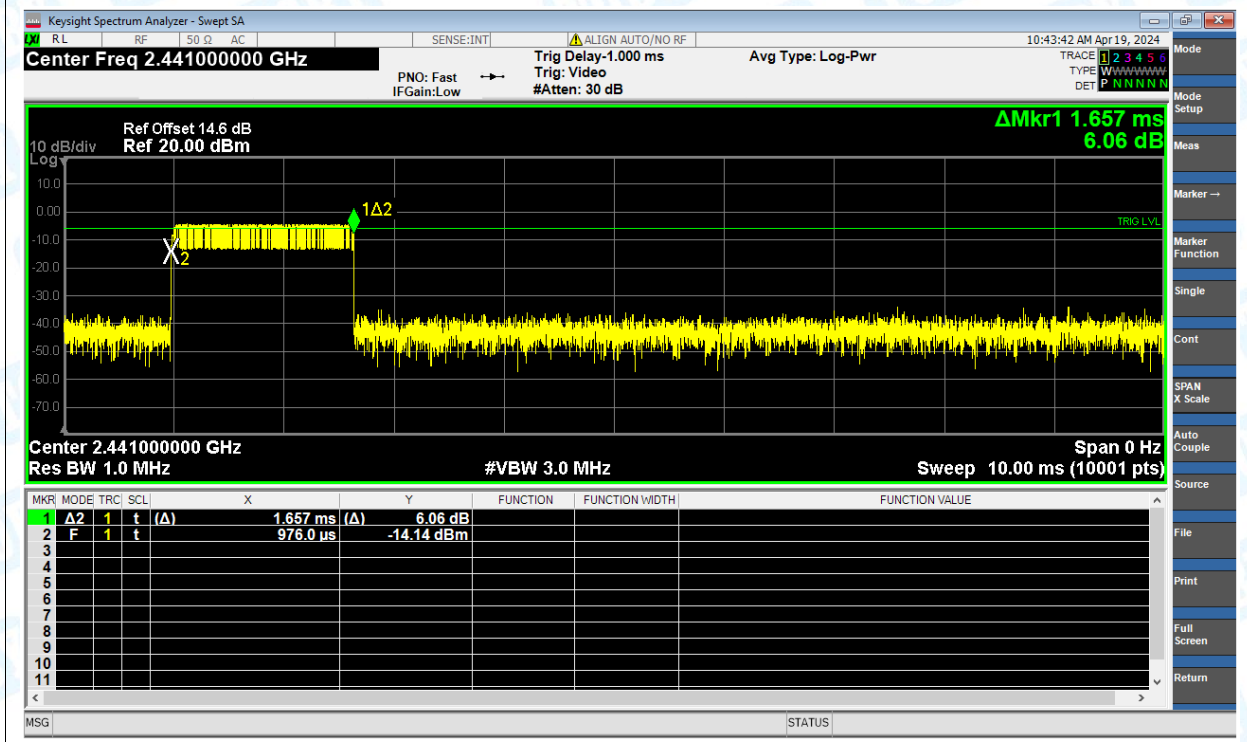 Keysight Spectrum Analyzer - Swept SA
LXI RL RF 50 Ω AC SENSE:INT ALIGN AUTO/NO RF 10:43:42 AM Apr 19, 2024
Center Freq 2.441000000 GHz
PNO: Fast
IFGain:Low
Trig Delay-1.000 ms
Trig: Video
#Atten: 30 dB
Avg Type: Log-Pwr
TRACE 1 2 3 4 5 6
TYPE WWWWWW
DET P N N N N N
ΔMkr1 1.657 ms
6.06 dB
10 dB/div
Log
Ref Offset 14.6 dB
Ref 20.00 dBm
10.0
0.00
-10.0
-20.0
-30.0
-40.0
-50.0
-60.0
-70.0
1Δ2
TRIG LVL
2
Center 2.441000000 GHz Span 0 Hz
Res BW 1.0 MHz #VBW 3.0 MHz Sweep 10.00 ms (10001 pts)
MKR MODE TRC SCL X Y FUNCTION FUNCTION WIDTH FUNCTION VALUE
1 Δ2 1 t (Δ) 1.657 ms (Δ) 6.06 dB
2 F 1 t 976.0 µs -14.14 dBm
3
4
5
6
7
8
9
10
11
MSG STATUS
Mode
Mode
Setup
Meas
Marker →
Marker
Function
Single
Cont
SPAN
X Scale
Auto
Couple
Source
File
Print
Full
Screen
Return